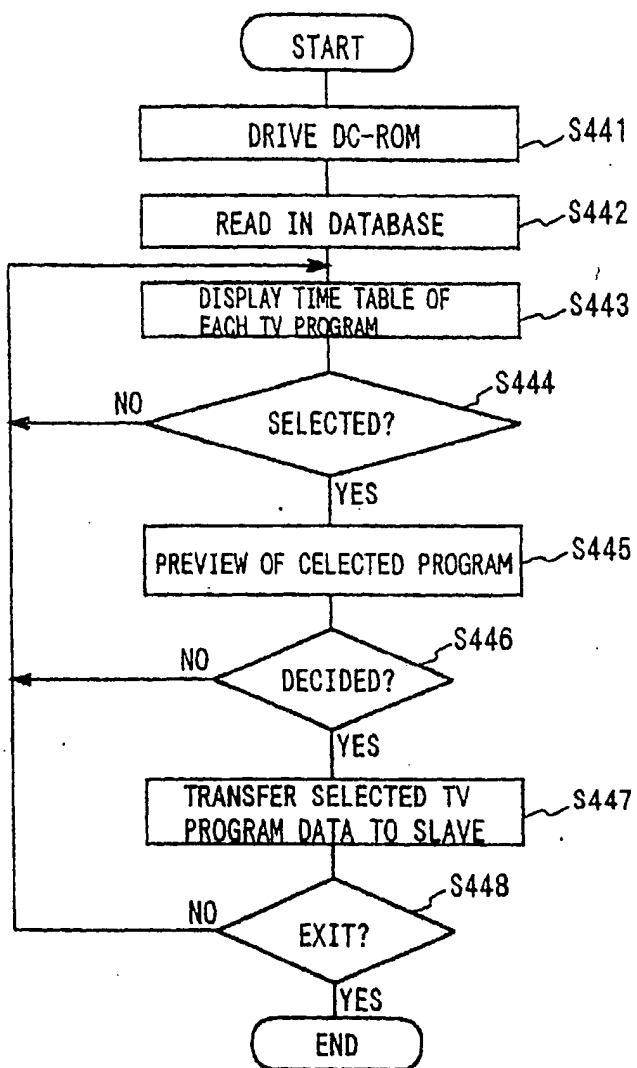 START
DRIVE DC-ROM
S441
READ IN DATABASE
S442
DISPLAY TIME TABLE OF
EACH TV PROGRAM
S443
S444
NO
SELECTED?
YES
PREVIEW OF CELECTED PROGRAM
S445
S446
NO
DECIDED?
YES
TRANSFER SELECTED TV
PROGRAM DATA TO SLAVE
S447
S448
NO
EXIT?
YES
END